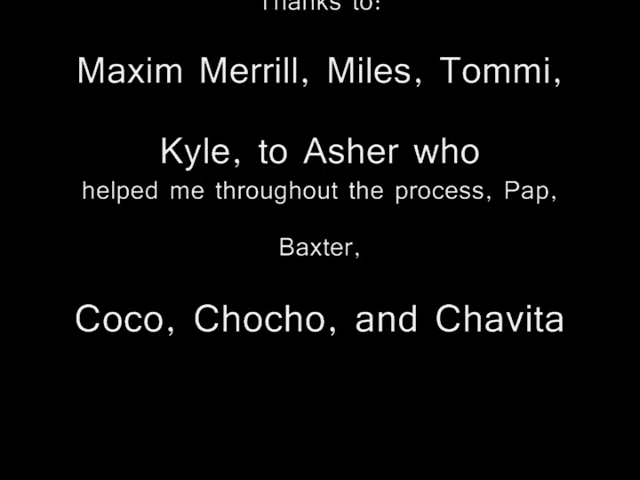 Thanks to:
Maxim Merrill, Miles, Tommi,
Kyle, to Asher who
helped me throughout the process, Pap,
Baxter,
Coco, Chocho, and Chavita